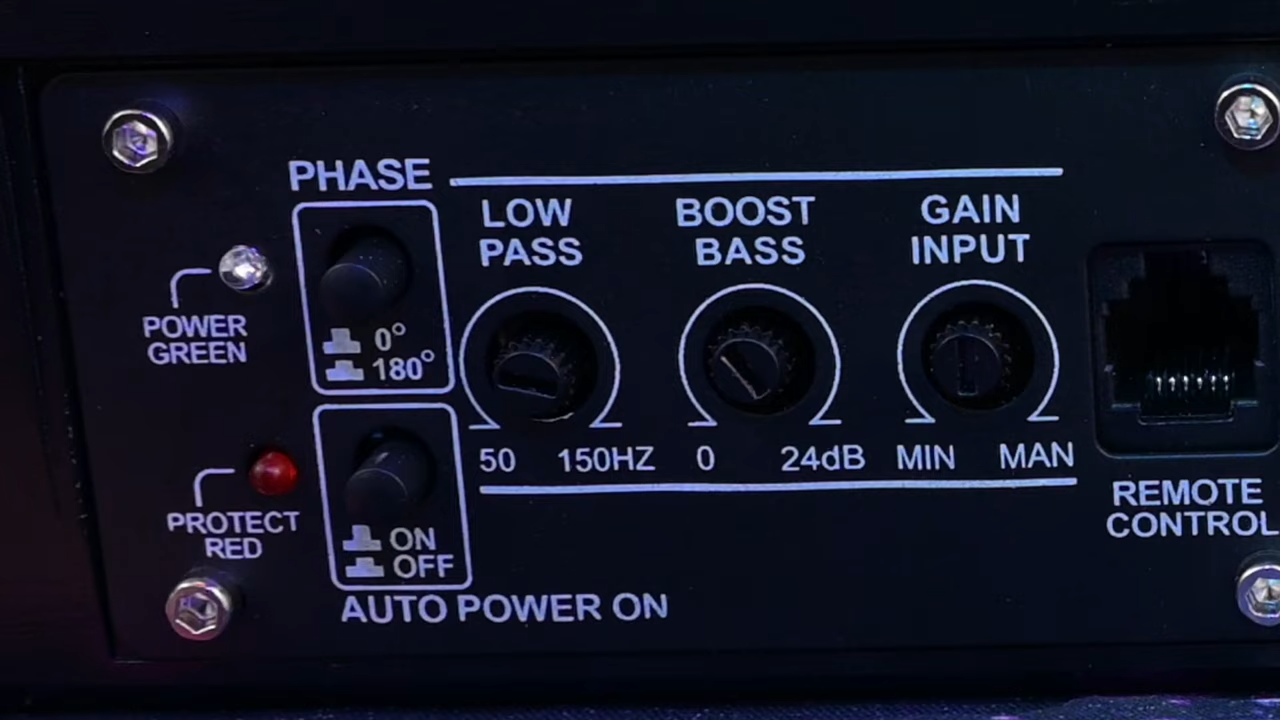 PHASE
LOW
PASS
BOOST
BASS
GAIN
INPUT
POWER
GREEN
0°
180°
50 150HZ
0 24dB
MIN MAN
PROTECT
RED
ON
OFF
REMOTE
CONTROL
AUTO POWER ON